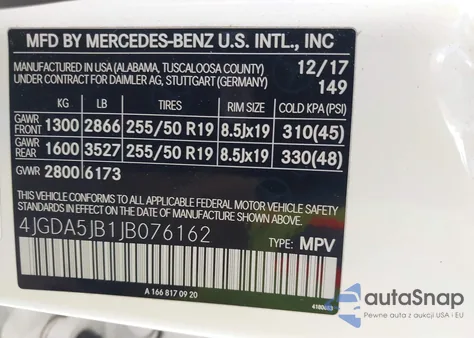 MFD BY MERCEDES-BENZ U.S. INTL., INC
MANUFACTURED IN USA (ALABAMA, TUSCALOOSA COUNTY) 12/17
UNDER CONTRACT FOR DAIMLER AG, STUTTGART (GERMANY) 149
KG LB TIRES RIM SIZE COLD KPA (PSI)
GAWR FRONT 1300 2866 255/50 R19 8.5Jx19 310(45)
GAWR REAR 1600 3527 255/50 R19 8.5Jx19 330(48)
GVWR 2800 6173
THIS VEHICLE CONFORMS TO ALL APPLICABLE FEDERAL MOTOR VEHICLE SAFETY
STANDARDS IN EFFECT ON THE DATE OF MANUFACTURE SHOWN ABOVE.
4JGDA5JB1JB076162 TYPE: MPV
A 166 817 09 20
autoSnap
Pewne auta z aukcji USA i EU